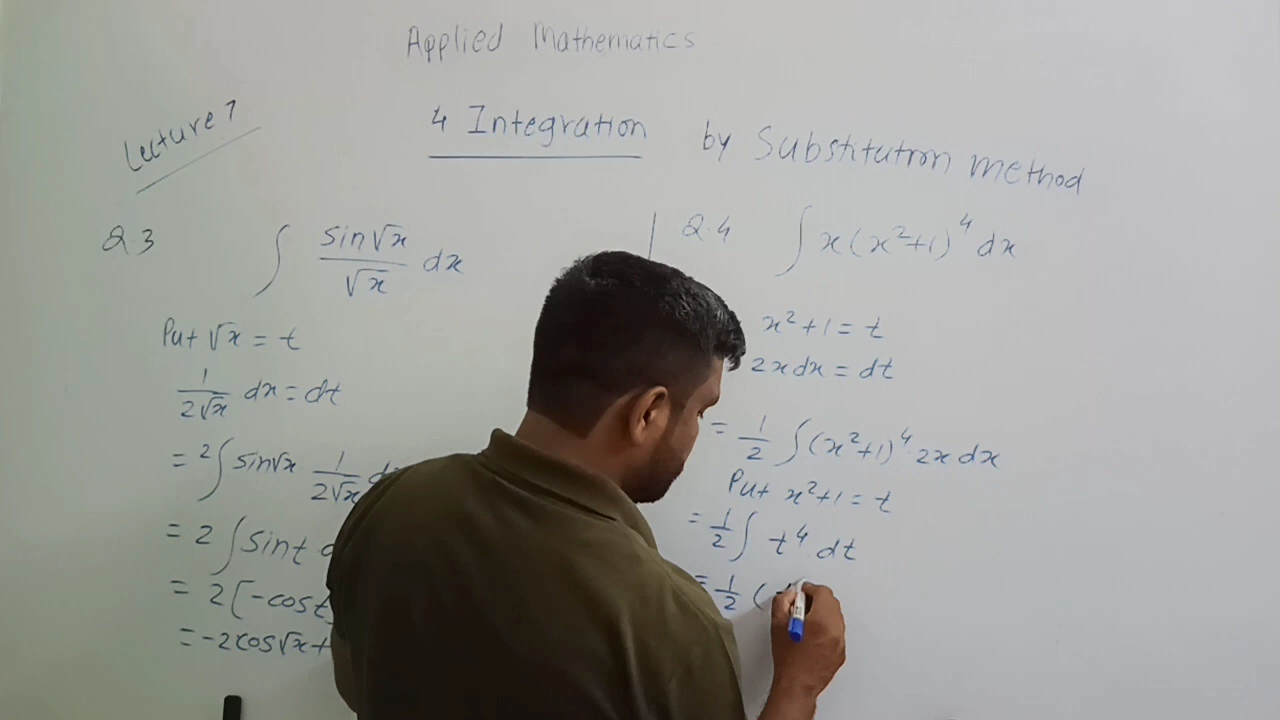 Applied Mathematics
Lecture 7
4 Integration by Substitution method
Q.3 ∫ sin√x / √x dx
Put √x = t
1/2√x dx = dt
= 2∫ sin√x 1/2√x
= 2 ∫ sint
= 2[-cost
= -2cos√x +
Q.4 ∫ x(x²+1)⁴ dx
x²+1 = t
2x dx = dt
= 1/2 ∫(x²+1)⁴ 2x dx
Put x²+1 = t
= 1/2 ∫ t⁴ dt
= 1/2 (